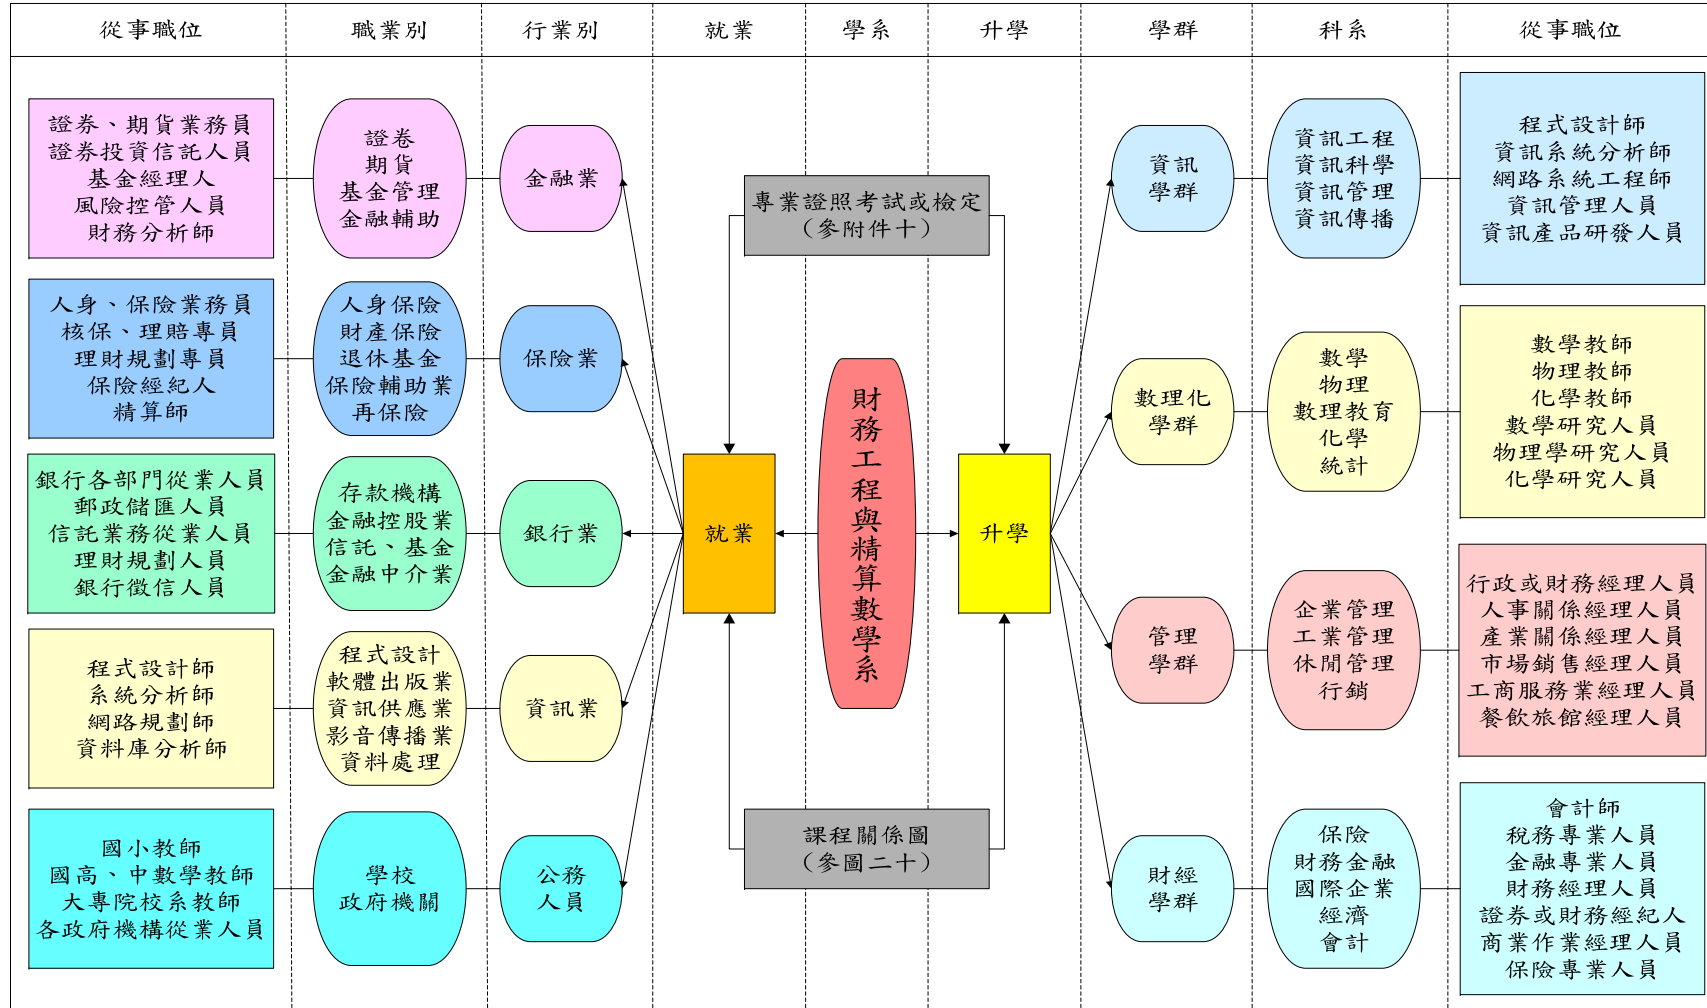 從事職位
職業別
行業別
就業
學系
升學
學群
科系
從事職位
證券、期貨業務員
證券投資信託人員
基金經理人
風險控管人員
財務分析師
證卷
期貨
基金管理
金融輔助
金融業
人身、保險業務員
核保、理賠專員
理財規劃專員
保險經紀人
精算師
人身保險
財產保險
退休基金
保險輔助業
再保險
保險業
銀行各部門從業人員
郵政儲匯人員
信託業務從業人員
理財規劃人員
銀行徵信人員
存款機構
金融控股業
信託、基金
金融中介業
銀行業
程式設計師
系統分析師
網路規劃師
資料庫分析師
程式設計
軟體出版業
資訊供應業
影音傳播業
資料處理
資訊業
國小教師
國高、中數學教師
大專院校系教師
各政府機構從業人員
學校
政府機關
公務
人員
專業證照考試或檢定
（參附件十）
就業
財務工程與精算數學系
升學
課程關係圖
（參圖二十）
資訊
學群
資訊工程
資訊科學
資訊管理
資訊傳播
程式設計師
資訊系統分析師
網路系統工程師
資訊管理人員
資訊產品研發人員
數理化
學群
數學
物理
數理教育
化學
統計
數學教師
物理教師
化學教師
數學研究人員
物理學研究人員
化學研究人員
管理
學群
企業管理
工業管理
休閒管理
行銷
行政或財務經理人員
人事關係經理人員
產業關係經理人員
市場銷售經理人員
工商服務業經理人員
餐飲旅館經理人員
財經
學群
保險
財務金融
國際企業
經濟
會計
會計師
稅務專業人員
金融專業人員
財務經理人員
證券或財務經紀人
商業作業經理人員
保險專業人員